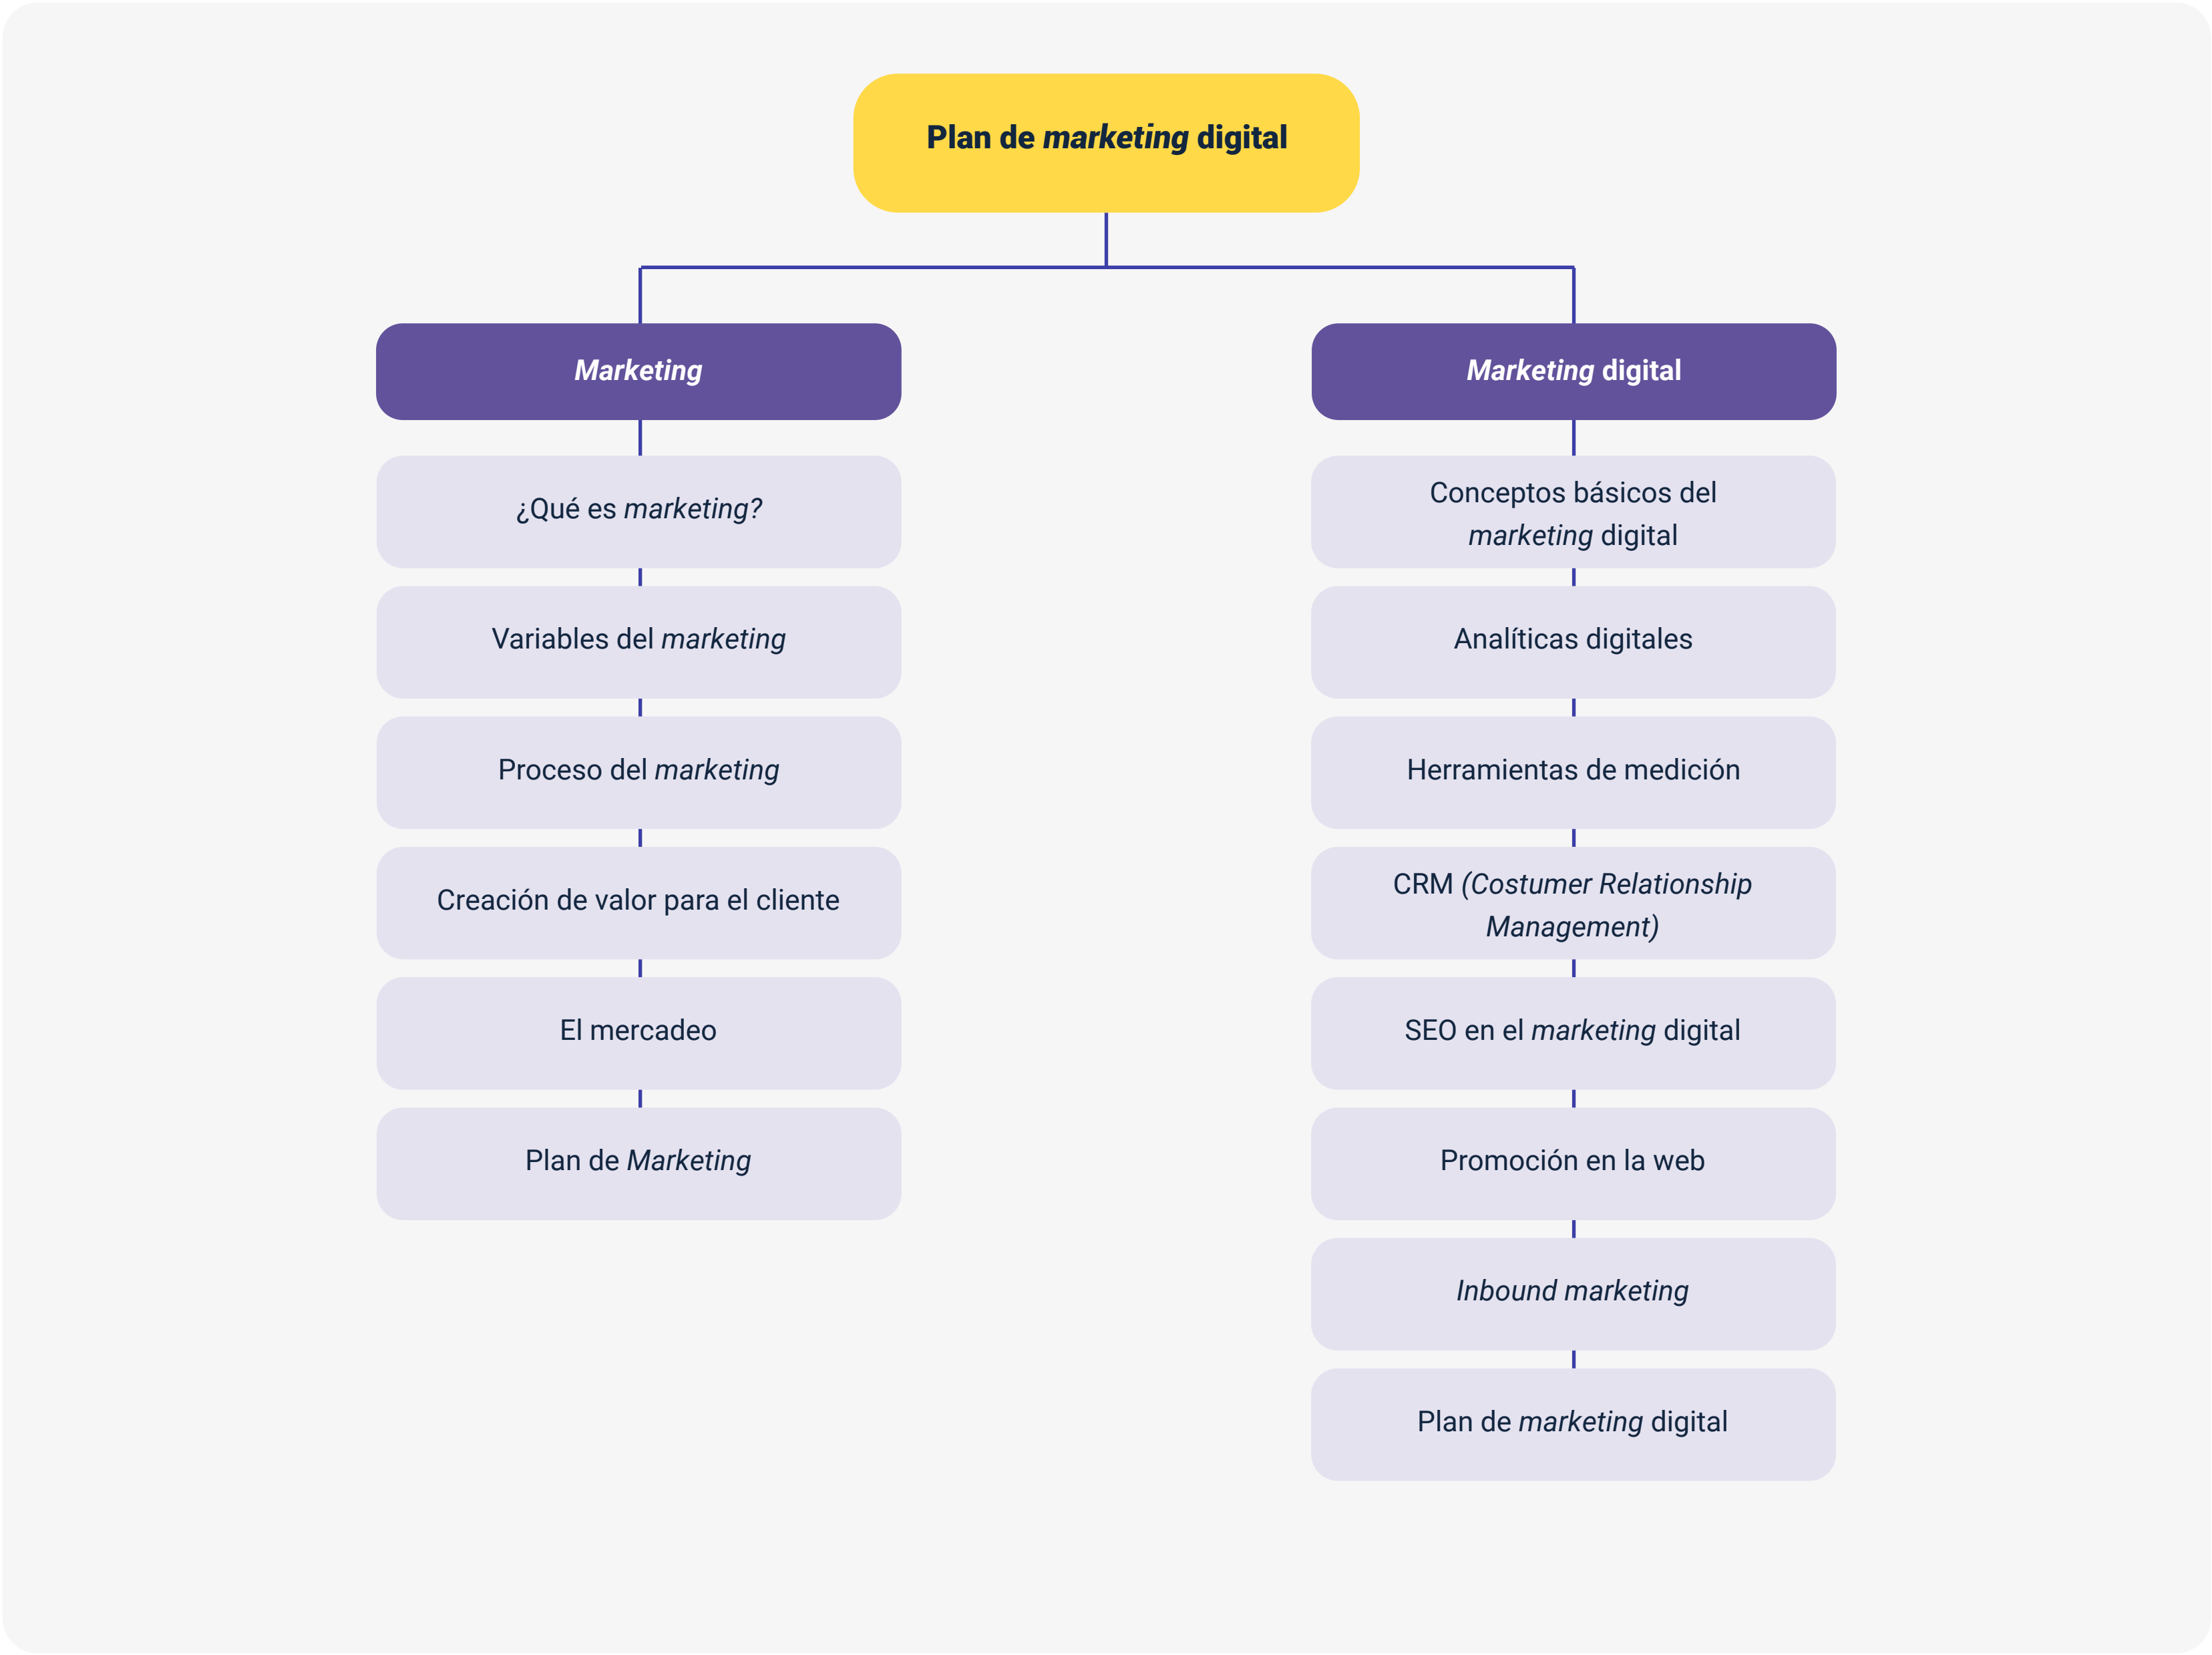 Plan de marketing digital
Marketing
¿Qué es marketing?
Variables del marketing
Proceso del marketing
Creación de valor para el cliente
El mercadeo
Plan de Marketing
Marketing digital
Conceptos básicos del
marketing digital
Analíticas digitales
Herramientas de medición
CRM (Costumer Relationship
Management)
SEO en el marketing digital
Promoción en la web
Inbound marketing
Plan de marketing digital